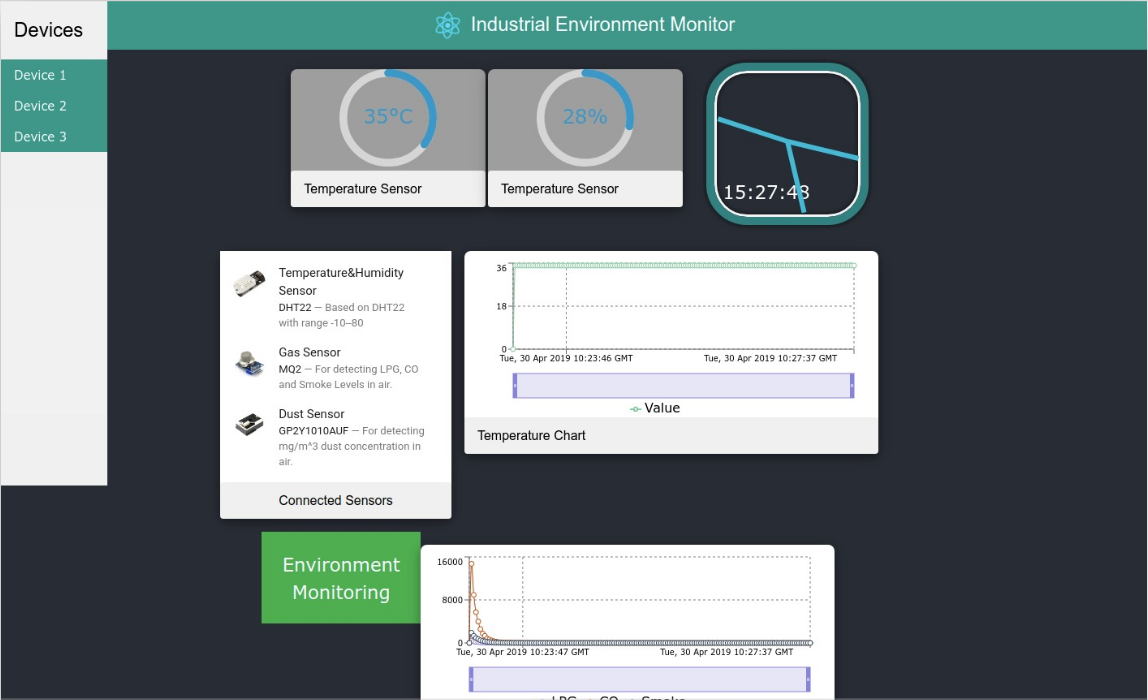 Devices
Industrial Environment Monitor
Device 1
Device 2
Device 3
35°C
28%
Temperature Sensor
Temperature Sensor
15:27:43
Temperature&Humidity
Sensor
DHT22 — Based on DHT22
with range -10--80
Gas Sensor
MQ2 — For detecting LPG, CO
and Smoke Levels in air.
Dust Sensor
GP2Y1010AUF — For detecting
mg/m^3 dust concentration in
air.
Connected Sensors
36
18
0
Tue, 30 Apr 2019 10:23:46 GMT
Tue, 30 Apr 2019 10:27:37 GMT
Value
Temperature Chart
Environment
Monitoring
16000
8000
0
Tue, 30 Apr 2019 10:23:47 GMT
Tue, 30 Apr 2019 10:27:37 GMT
LPG CO Smoke